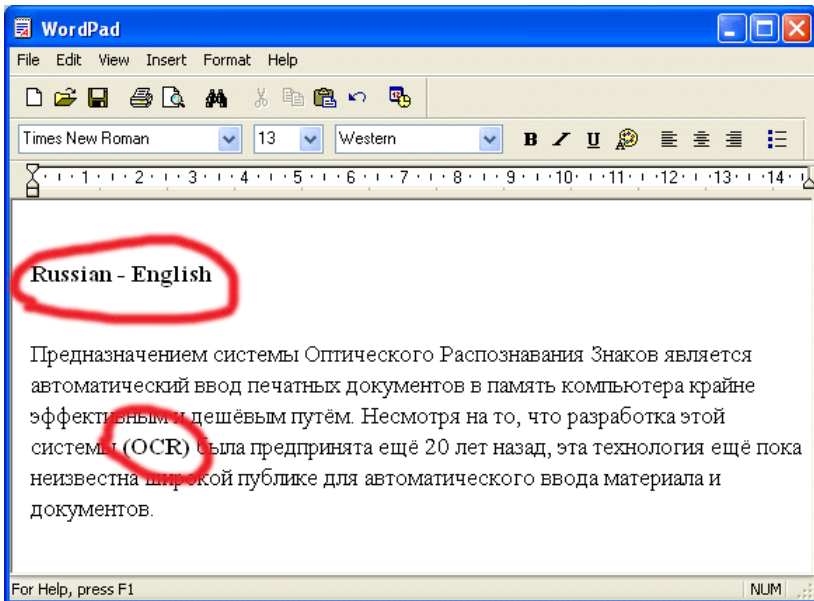 WordPad
File Edit View Insert Format Help
Times New Roman 13 Western B U
1 2 3 4 5 6 7 8 9 10 11 12 13 14
Russian - English
Предназначением системы Оптического Распознавания Знаков является
автоматический ввод печатных документов в память компьютера крайне
эффективным и дешёвым путём. Несмотря на то, что разработка этой
системы (OCR) была предпринята ещё 20 лет назад, эта технология ещё пока
неизвестна широкой публике для автоматического ввода материала и
документов.
For Help, press F1 NUM